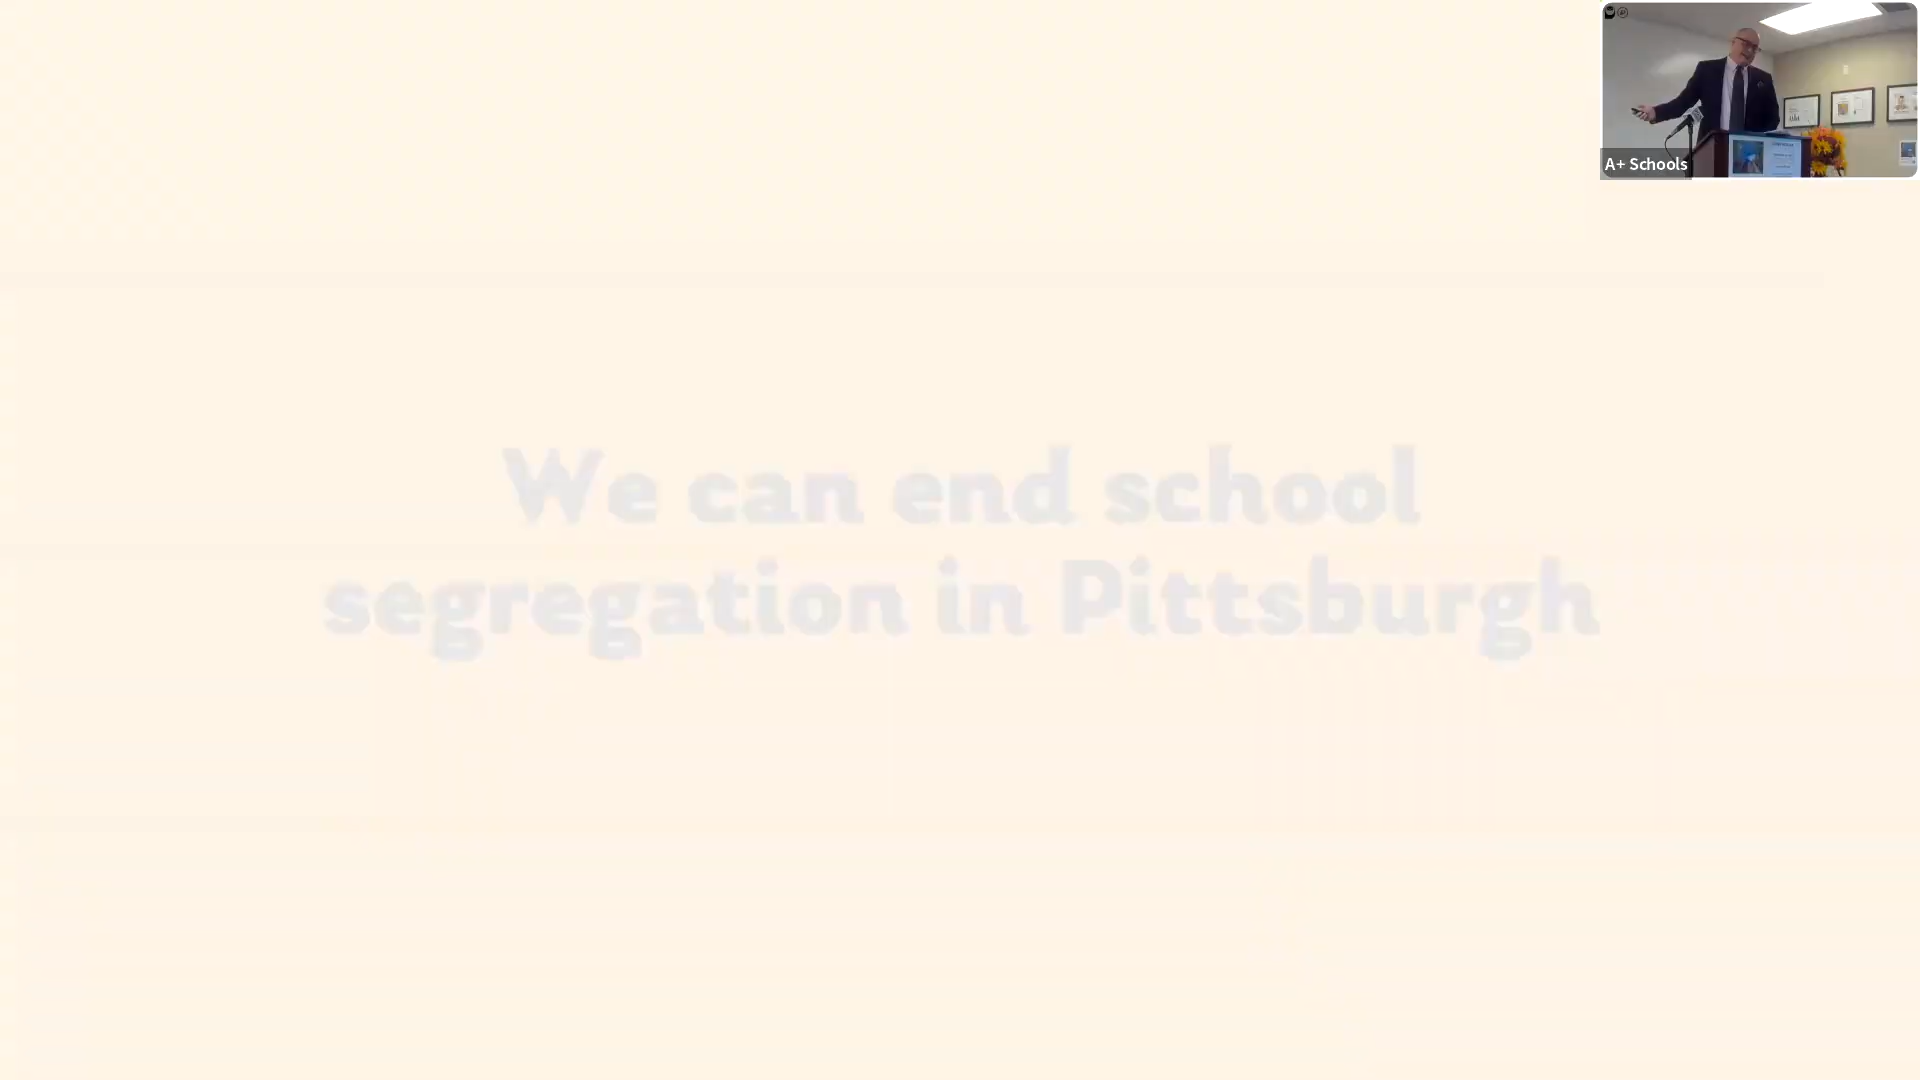 We can end school
segregation in Pittsburgh
A+ Schools